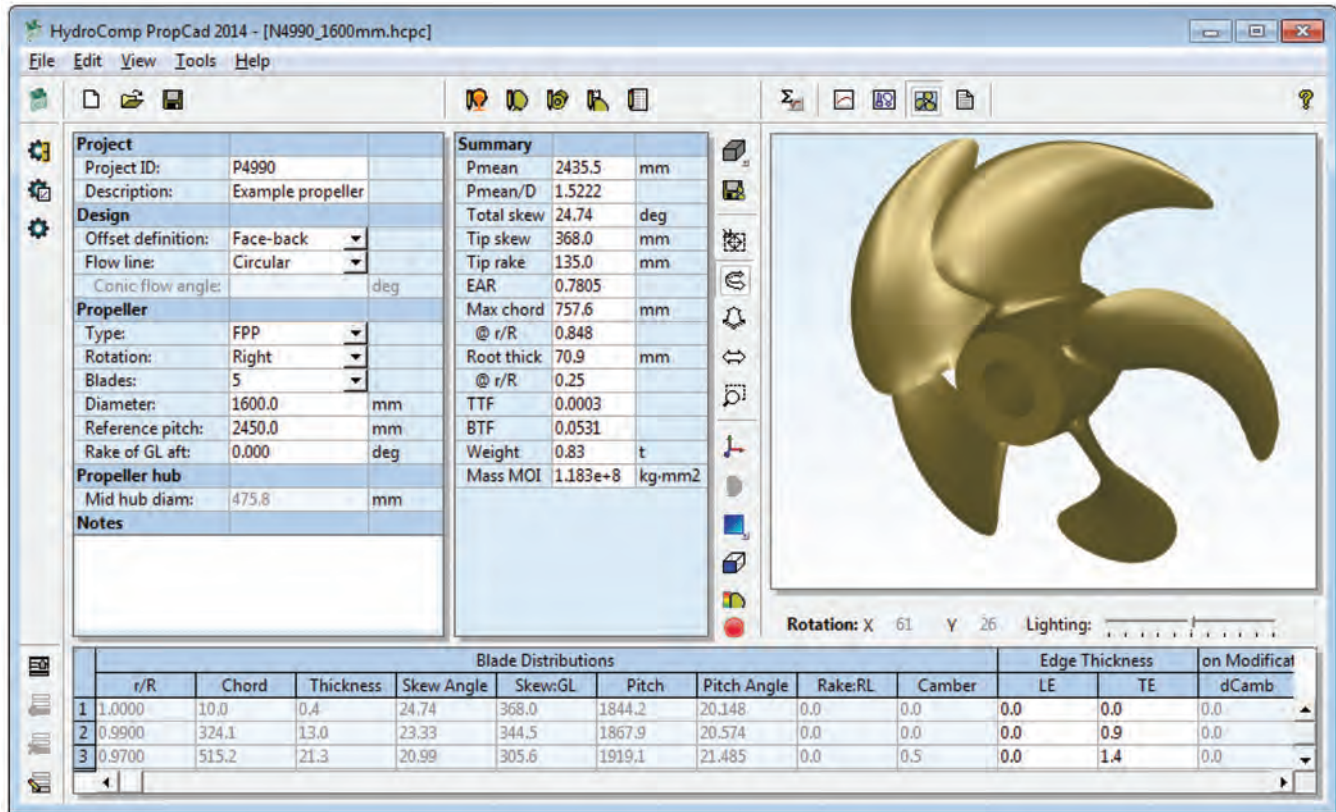 HydroComp PropCad 2014 - [N4990_1600mm.hcpc]
File Edit View Tools Help
Project
Project ID: P4990
Description: Example propeller
Design
Offset definition: Face-back
Flow line: Circular
Conic flow angle: deg
Propeller
Type: FPP
Rotation: Right
Blades: 5
Diameter: 1600.0 mm
Reference pitch: 2450.0 mm
Rake of GL aft: 0.000 deg
Propeller hub
Mid hub diam: 475.8 mm
Notes
Summary
Pmean 2435.5 mm
Pmean/D 1.5222
Total skew 24.74 deg
Tip skew 368.0 mm
Tip rake 135.0 mm
EAR 0.7805
Max chord 757.6 mm
@ r/R 0.848
Root thick 70.9 mm
@ r/R 0.25
TTF 0.0003
BTF 0.0531
Weight 0.83 t
Mass MOI 1.183e+8 kg-mm2
Rotation: X 61 Y 26 Lighting:
Blade Distributions Edge Thickness on Modificat
r/R Chord Thickness Skew Angle Skew:GL Pitch Pitch Angle Rake:RL Camber LE TE dCamb
1 1.0000 10.0 0.4 24.74 368.0 1844.2 20.148 0.0 0.0 0.0 0.0 0.0
2 0.9900 324.1 13.0 23.33 344.5 1867.9 20.574 0.0 0.0 0.0 0.9 0.0
3 0.9700 515.2 21.3 20.99 305.6 1919.1 21.485 0.0 0.5 0.0 1.4 0.0